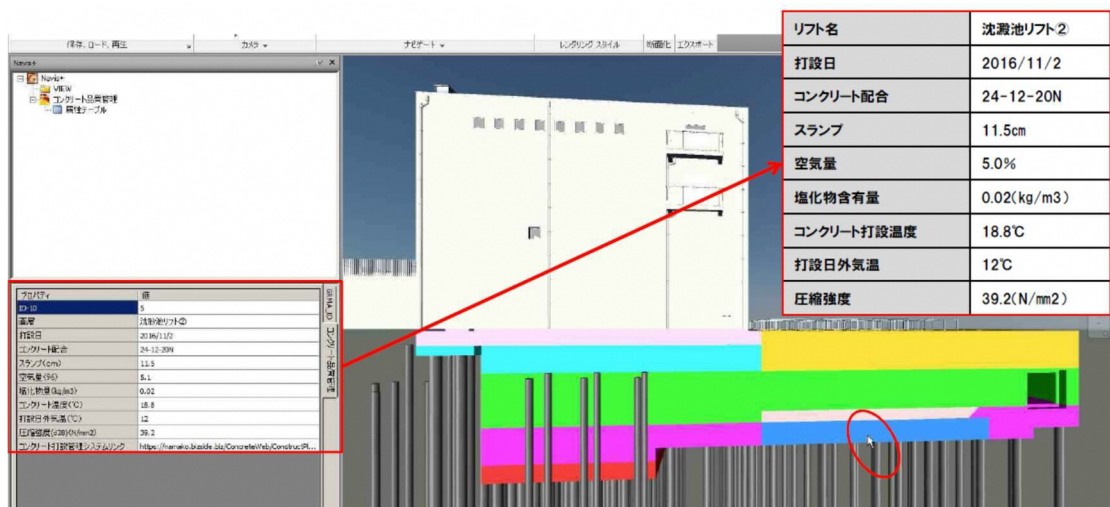 保存、ロード、再生
カメラ
ナビゲート
レンダリング スタイル
断面化
エクスポート
Navis+
Navis+
VIEW
コンクリート品質管理
属性テーブル
プロパティ 値
ID-10 5
沈澱池リフト②
打設日 2016/11/2
コンクリート配合 24-12-20N
スランプ(cm) 11.5
空気量(%) 5.1
塩化物量(kg/m3) 0.02
コンクリート温度(℃) 18.8
打設日外気温(℃) 12
圧縮強度(σ28)(N/mm2) 39.2
コンクリート打設管理システムリンク https://namako.bizside.biz/ConcreteWeb/ConstructPl...
コンクリート品質管理
リフト名 沈澱池リフト②
打設日 2016/11/2
コンクリート配合 24-12-20N
スランプ 11.5cm
空気量 5.0%
塩化物含有量 0.02(kg/m3)
コンクリート打設温度 18.8℃
打設日外気温 12℃
圧縮強度 39.2(N/mm2)